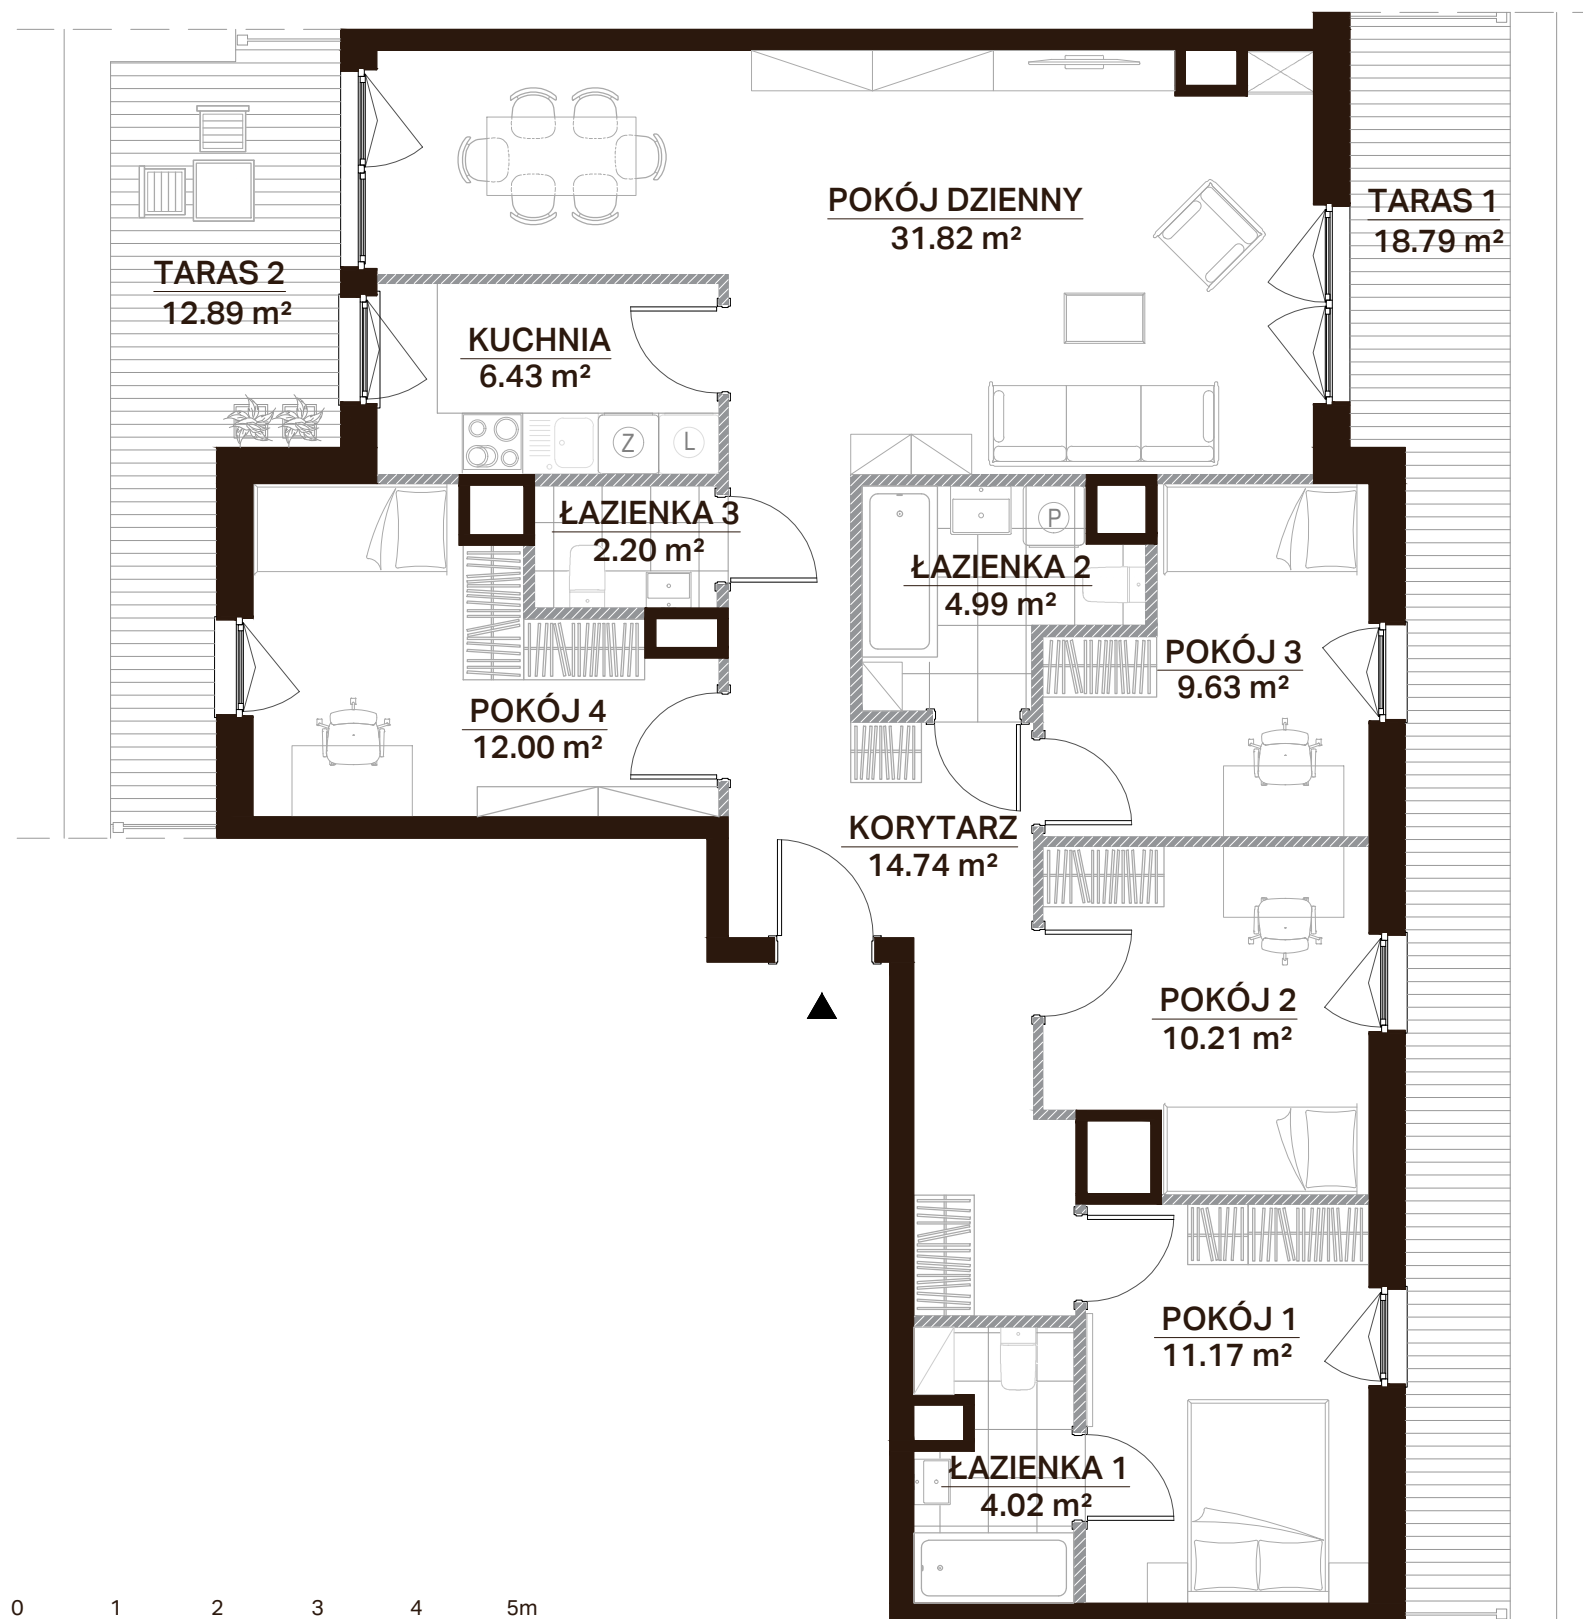 POKÓJ DZIENNY
31.82 m²
TARAS 1
18.79 m²
TARAS 2
12.89 m²
KUCHNIA
6.43 m²
Z
L
ŁAZIENKA 3
2.20 m²
P
ŁAZIENKA 2
4.99 m²
POKÓJ 3
9.63 m²
POKÓJ 4
12.00 m²
KORYTARZ
14.74 m²
POKÓJ 2
10.21 m²
POKÓJ 1
11.17 m²
ŁAZIENKA 1
4.02 m²
0 1 2 3 4 5m